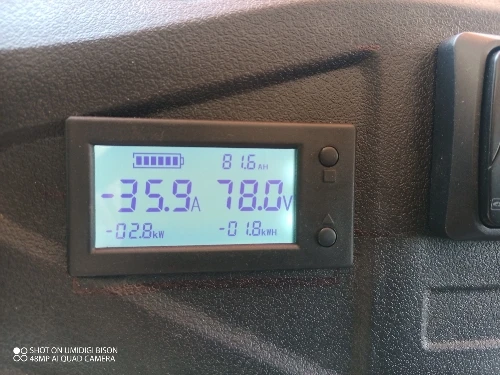 81.6AH
-35.9A 78.0V
-02.8kW -01.8kWH
SHOT ON UMIDIGI BISON
48MP AI QUAD CAMERA